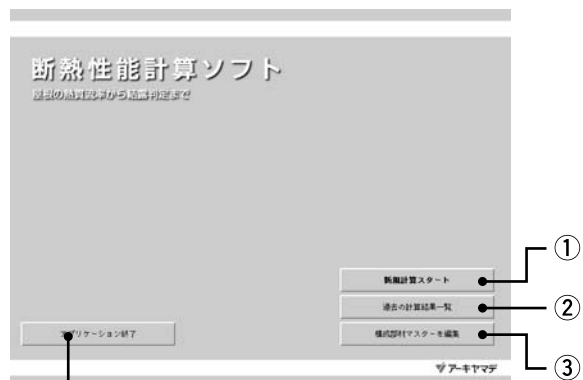 断熱性能計算ソフト
屋根の熱貫流率から結露判定まで
新規計算スタート
①
過去の計算結果一覧
②
アプリケーション終了
構成部材マスターを編集
③
アーキヤマデ